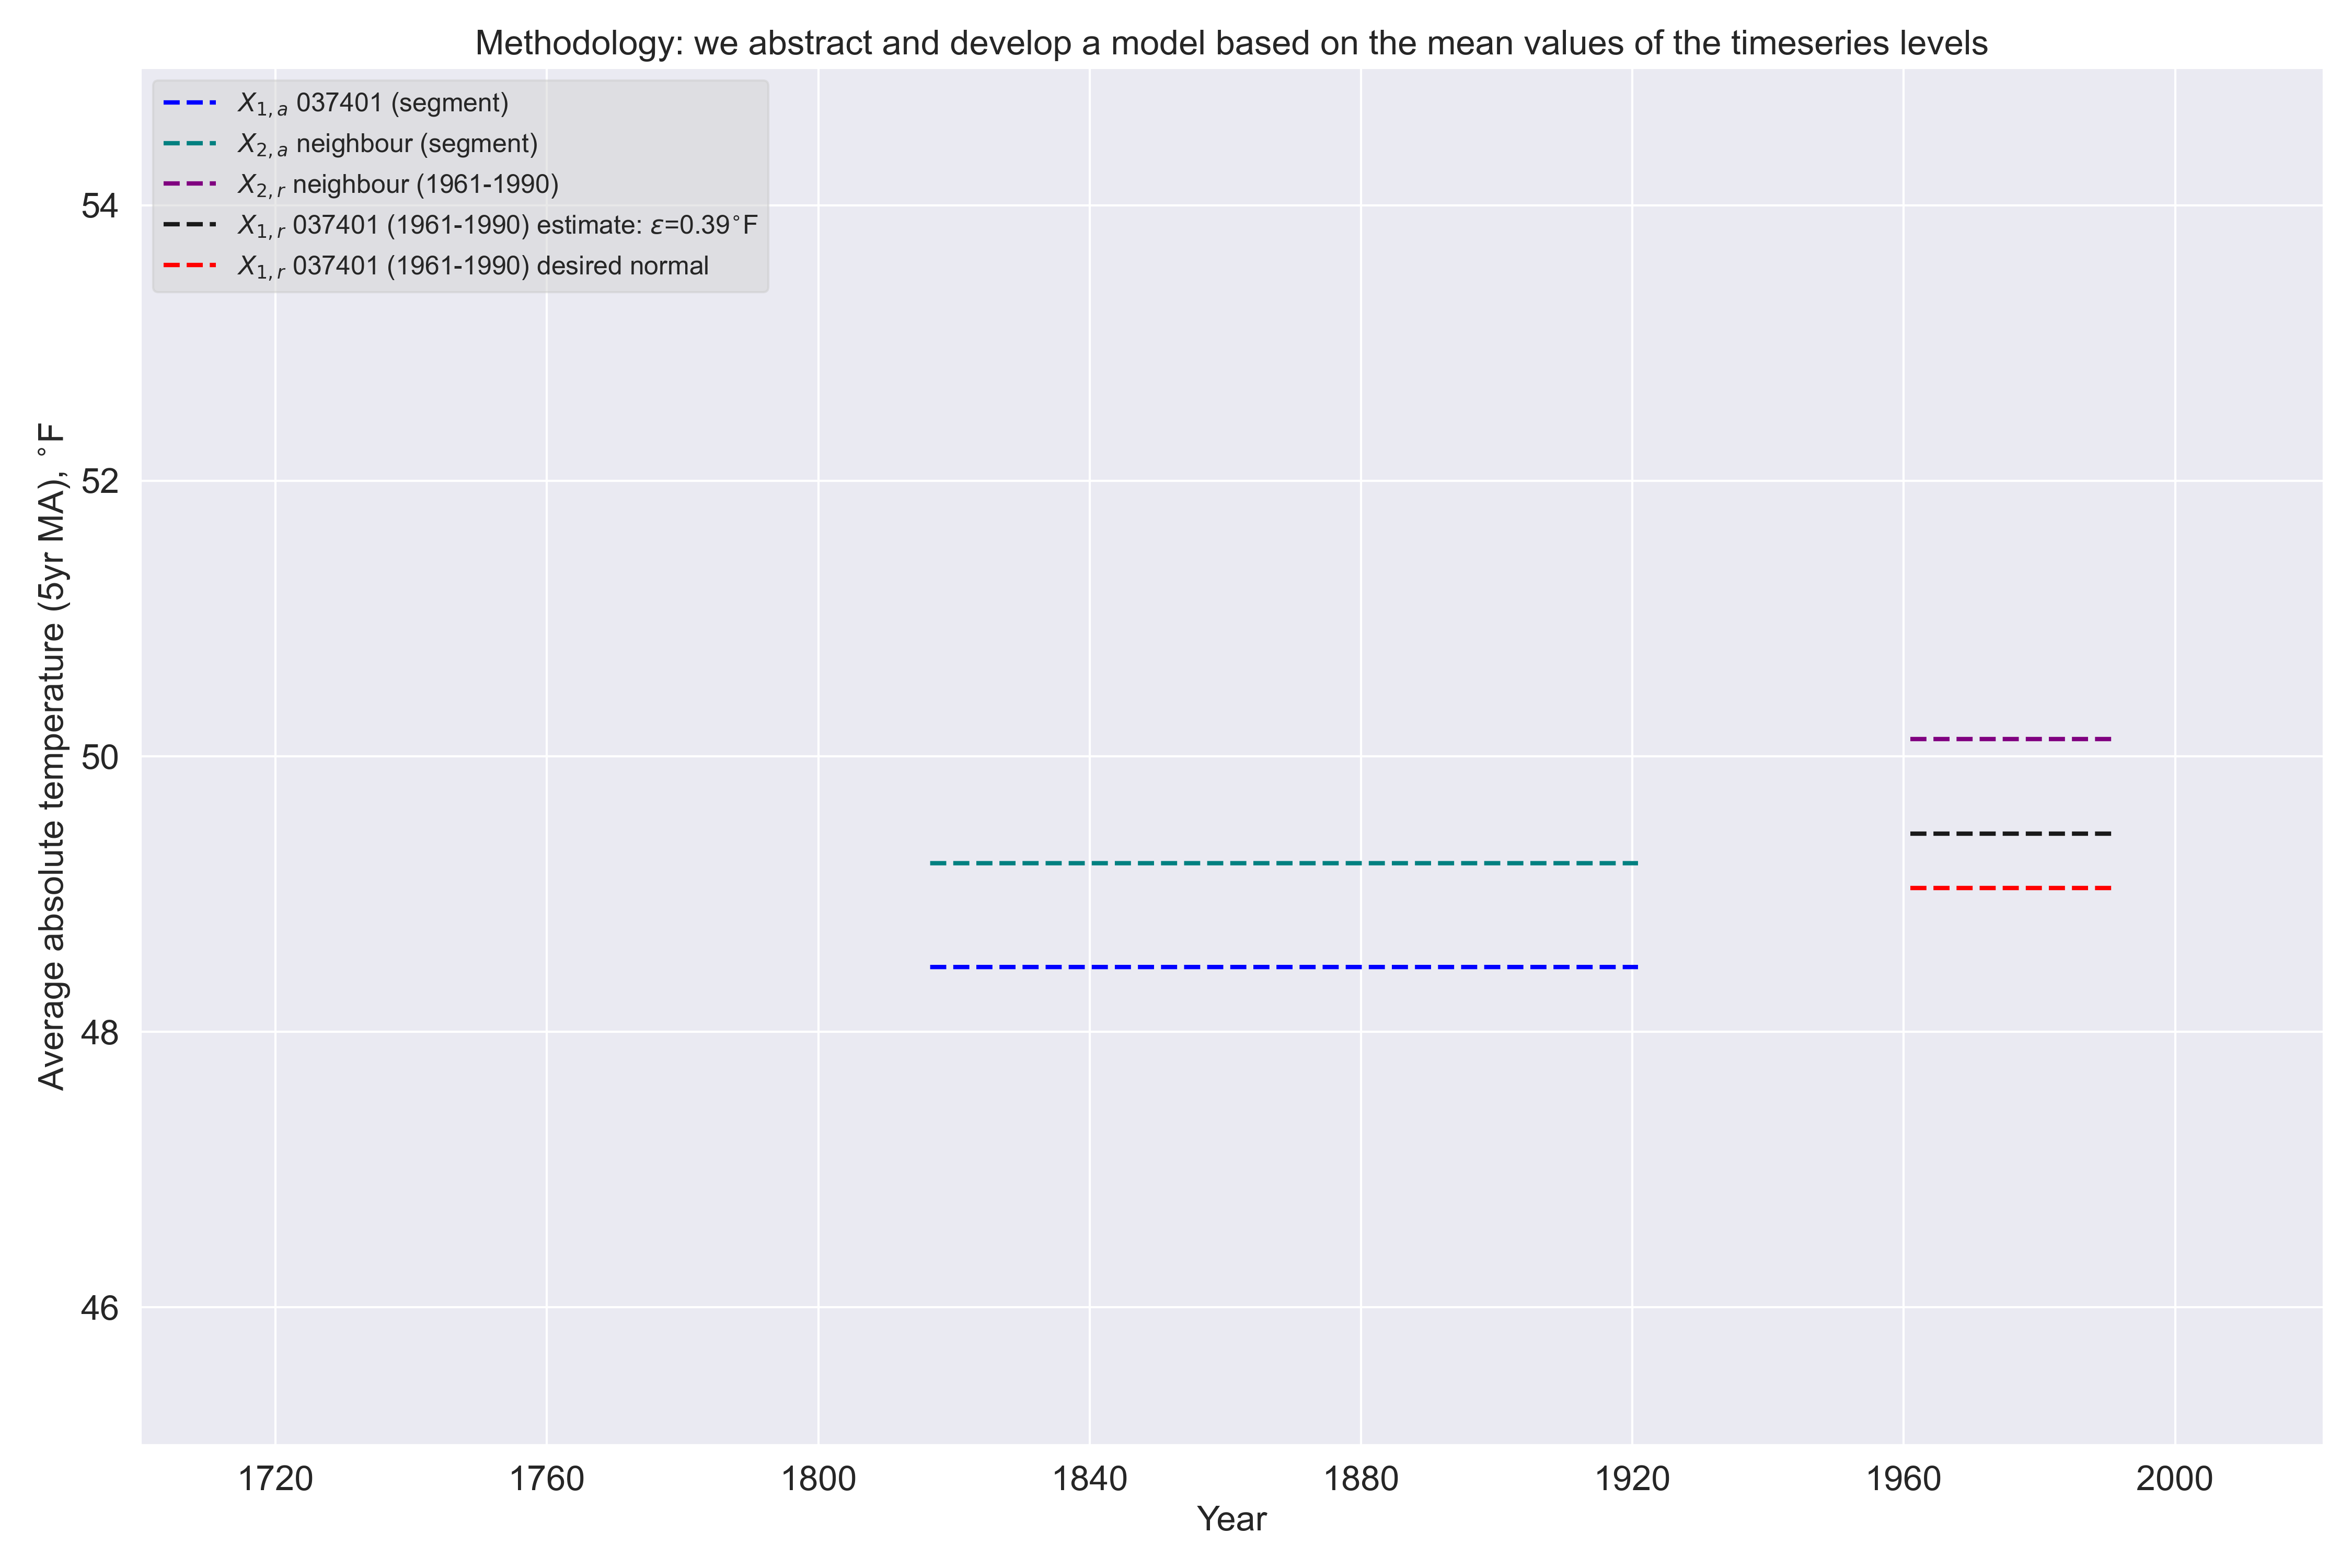 Methodology: we abstract and develop a model based on the mean values of the timeseries levels
X1,a 037401 (segment)
X2,a neighbour (segment)
X2,r neighbour (1961-1990)
X1,r 037401 (1961-1990) estimate: ε=0.39°F
X1,r 037401 (1961-1990) desired normal
Average absolute temperature (5yr MA), °F
54
52
50
48
46
1720 1760 1800 1840 1880 1920 1960 2000
Year